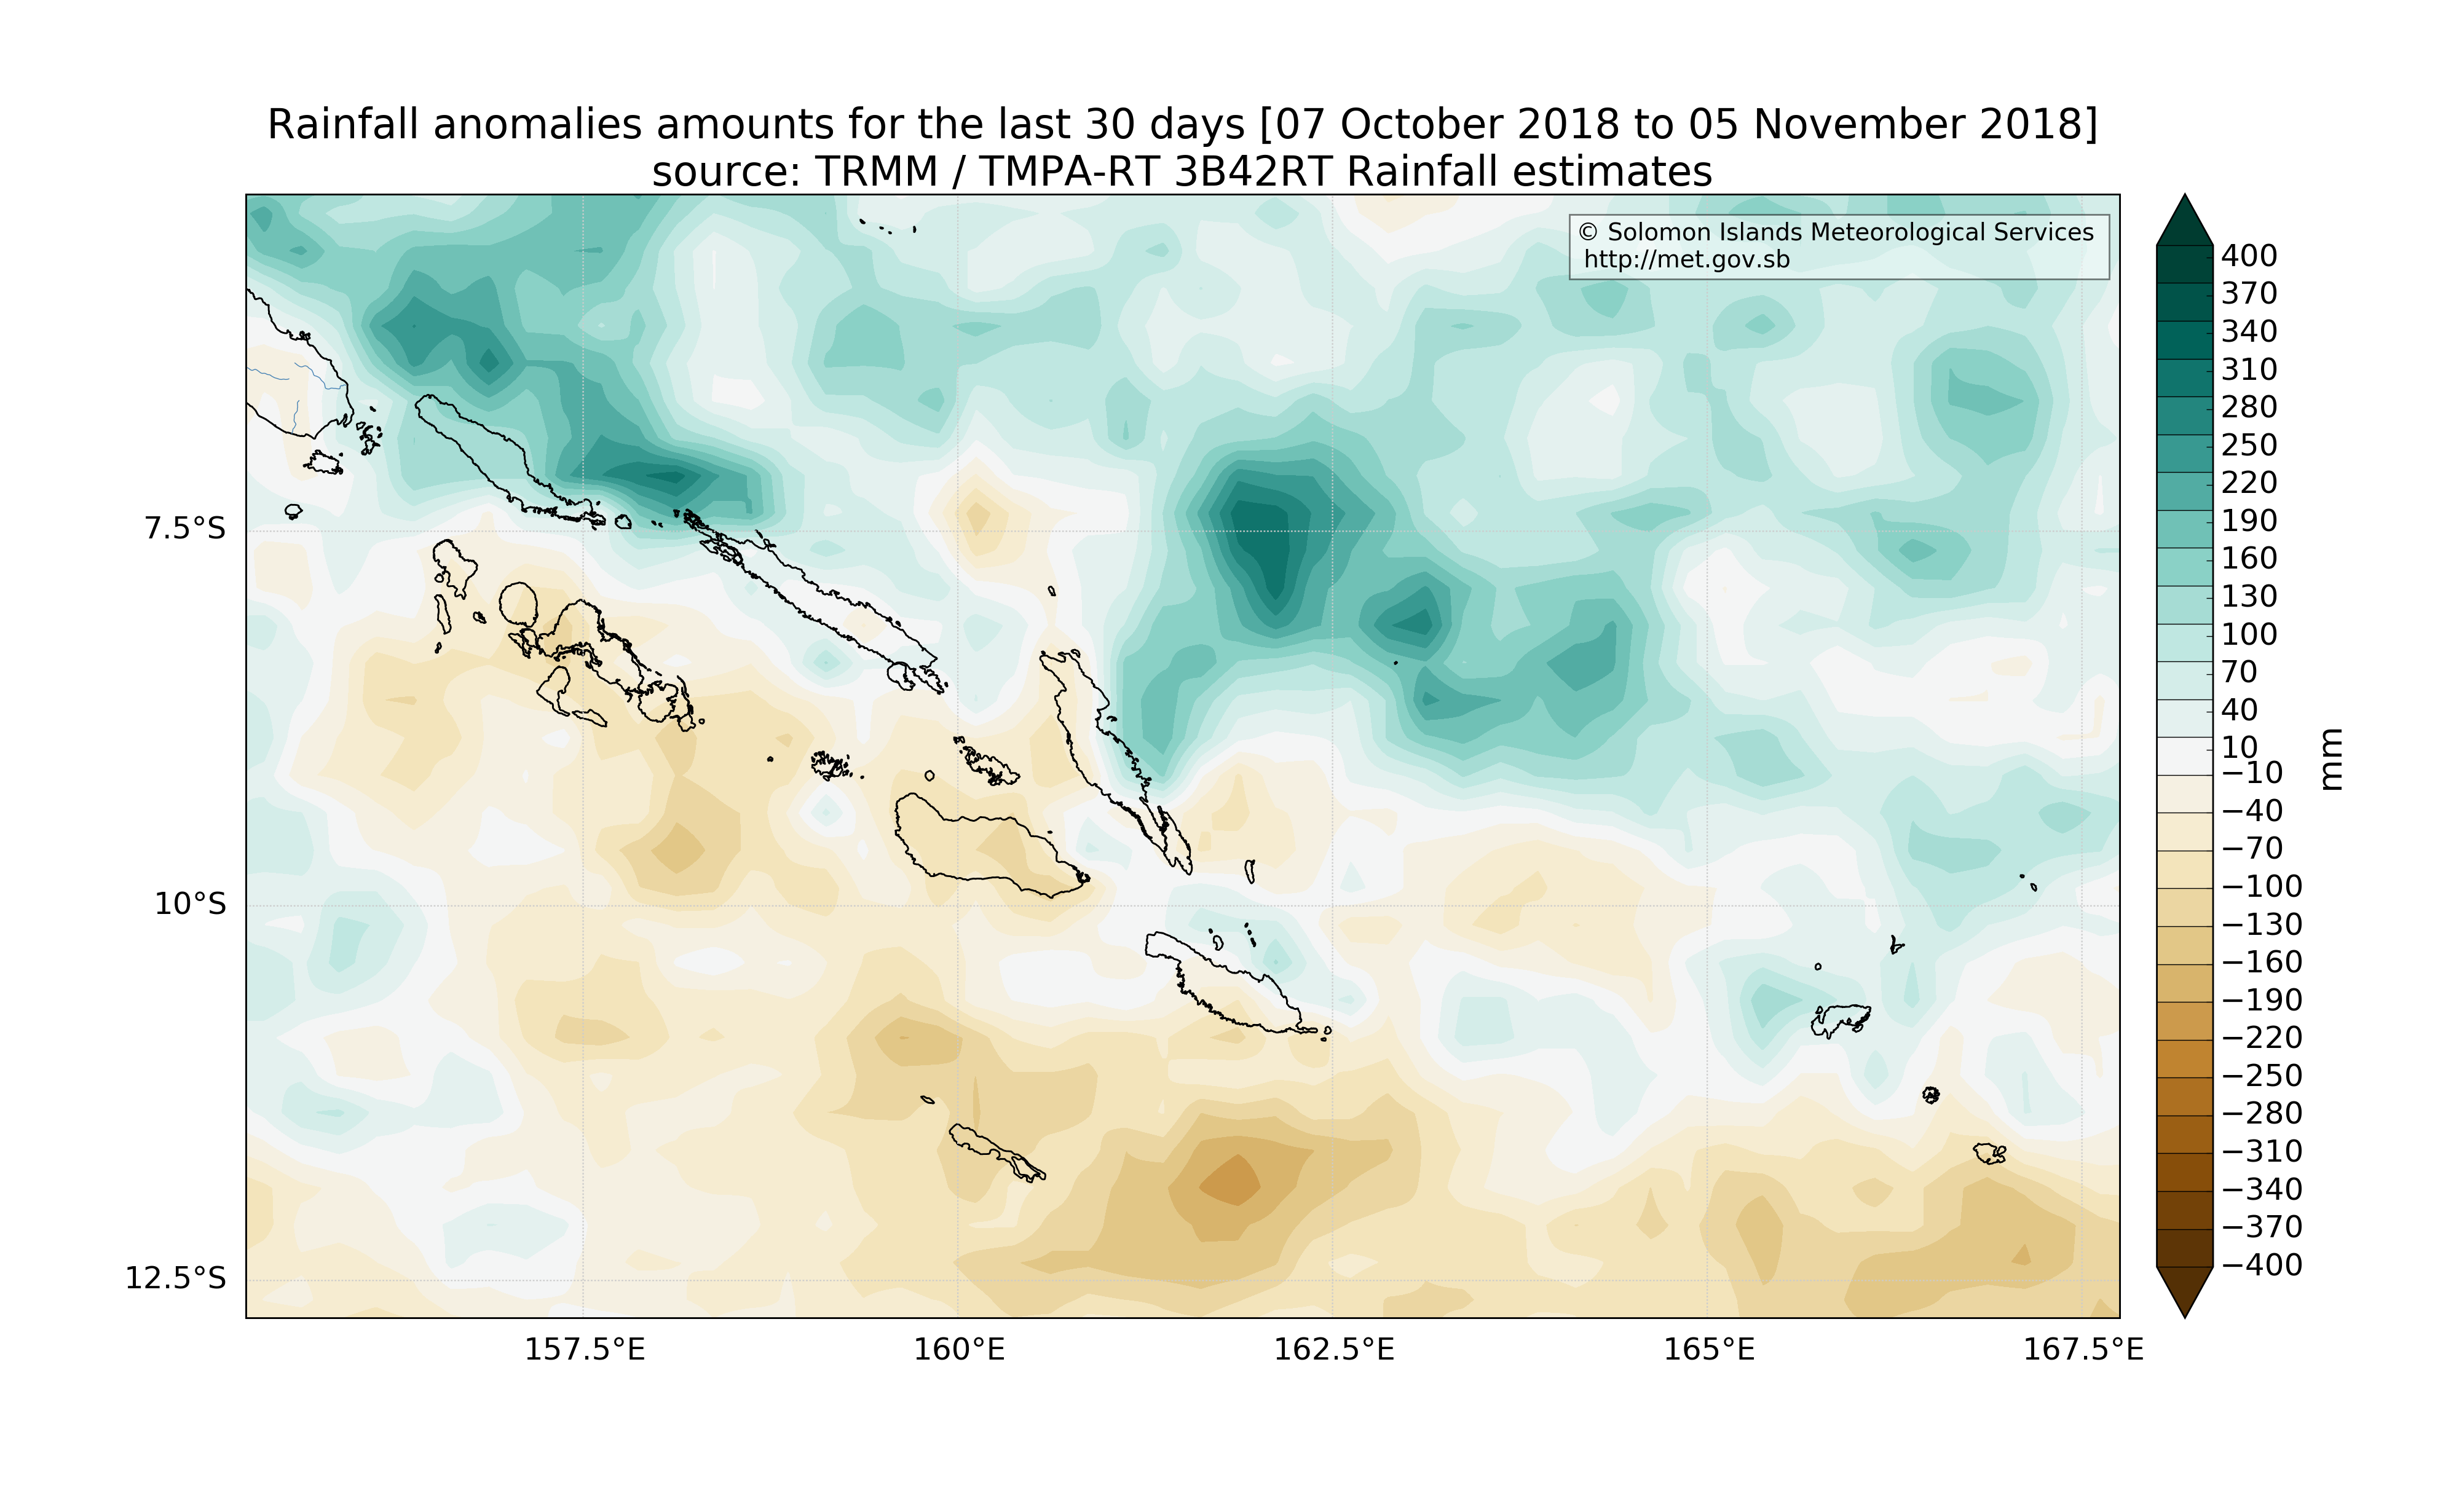 Rainfall anomalies amounts for the last 30 days [07 October 2018 to 05 November 2018]
source: TRMM / TMPA-RT 3B42RT Rainfall estimates
© Solomon Islands Meteorological Services
http://met.gov.sb
7.5°S
10°S
12.5°S
157.5°E
160°E
162.5°E
165°E
167.5°E
400
370
340
310
280
250
220
190
160
130
100
70
40
10
−10
−40
−70
−100
−130
−160
−190
−220
−250
−280
−310
−340
−370
−400
mm